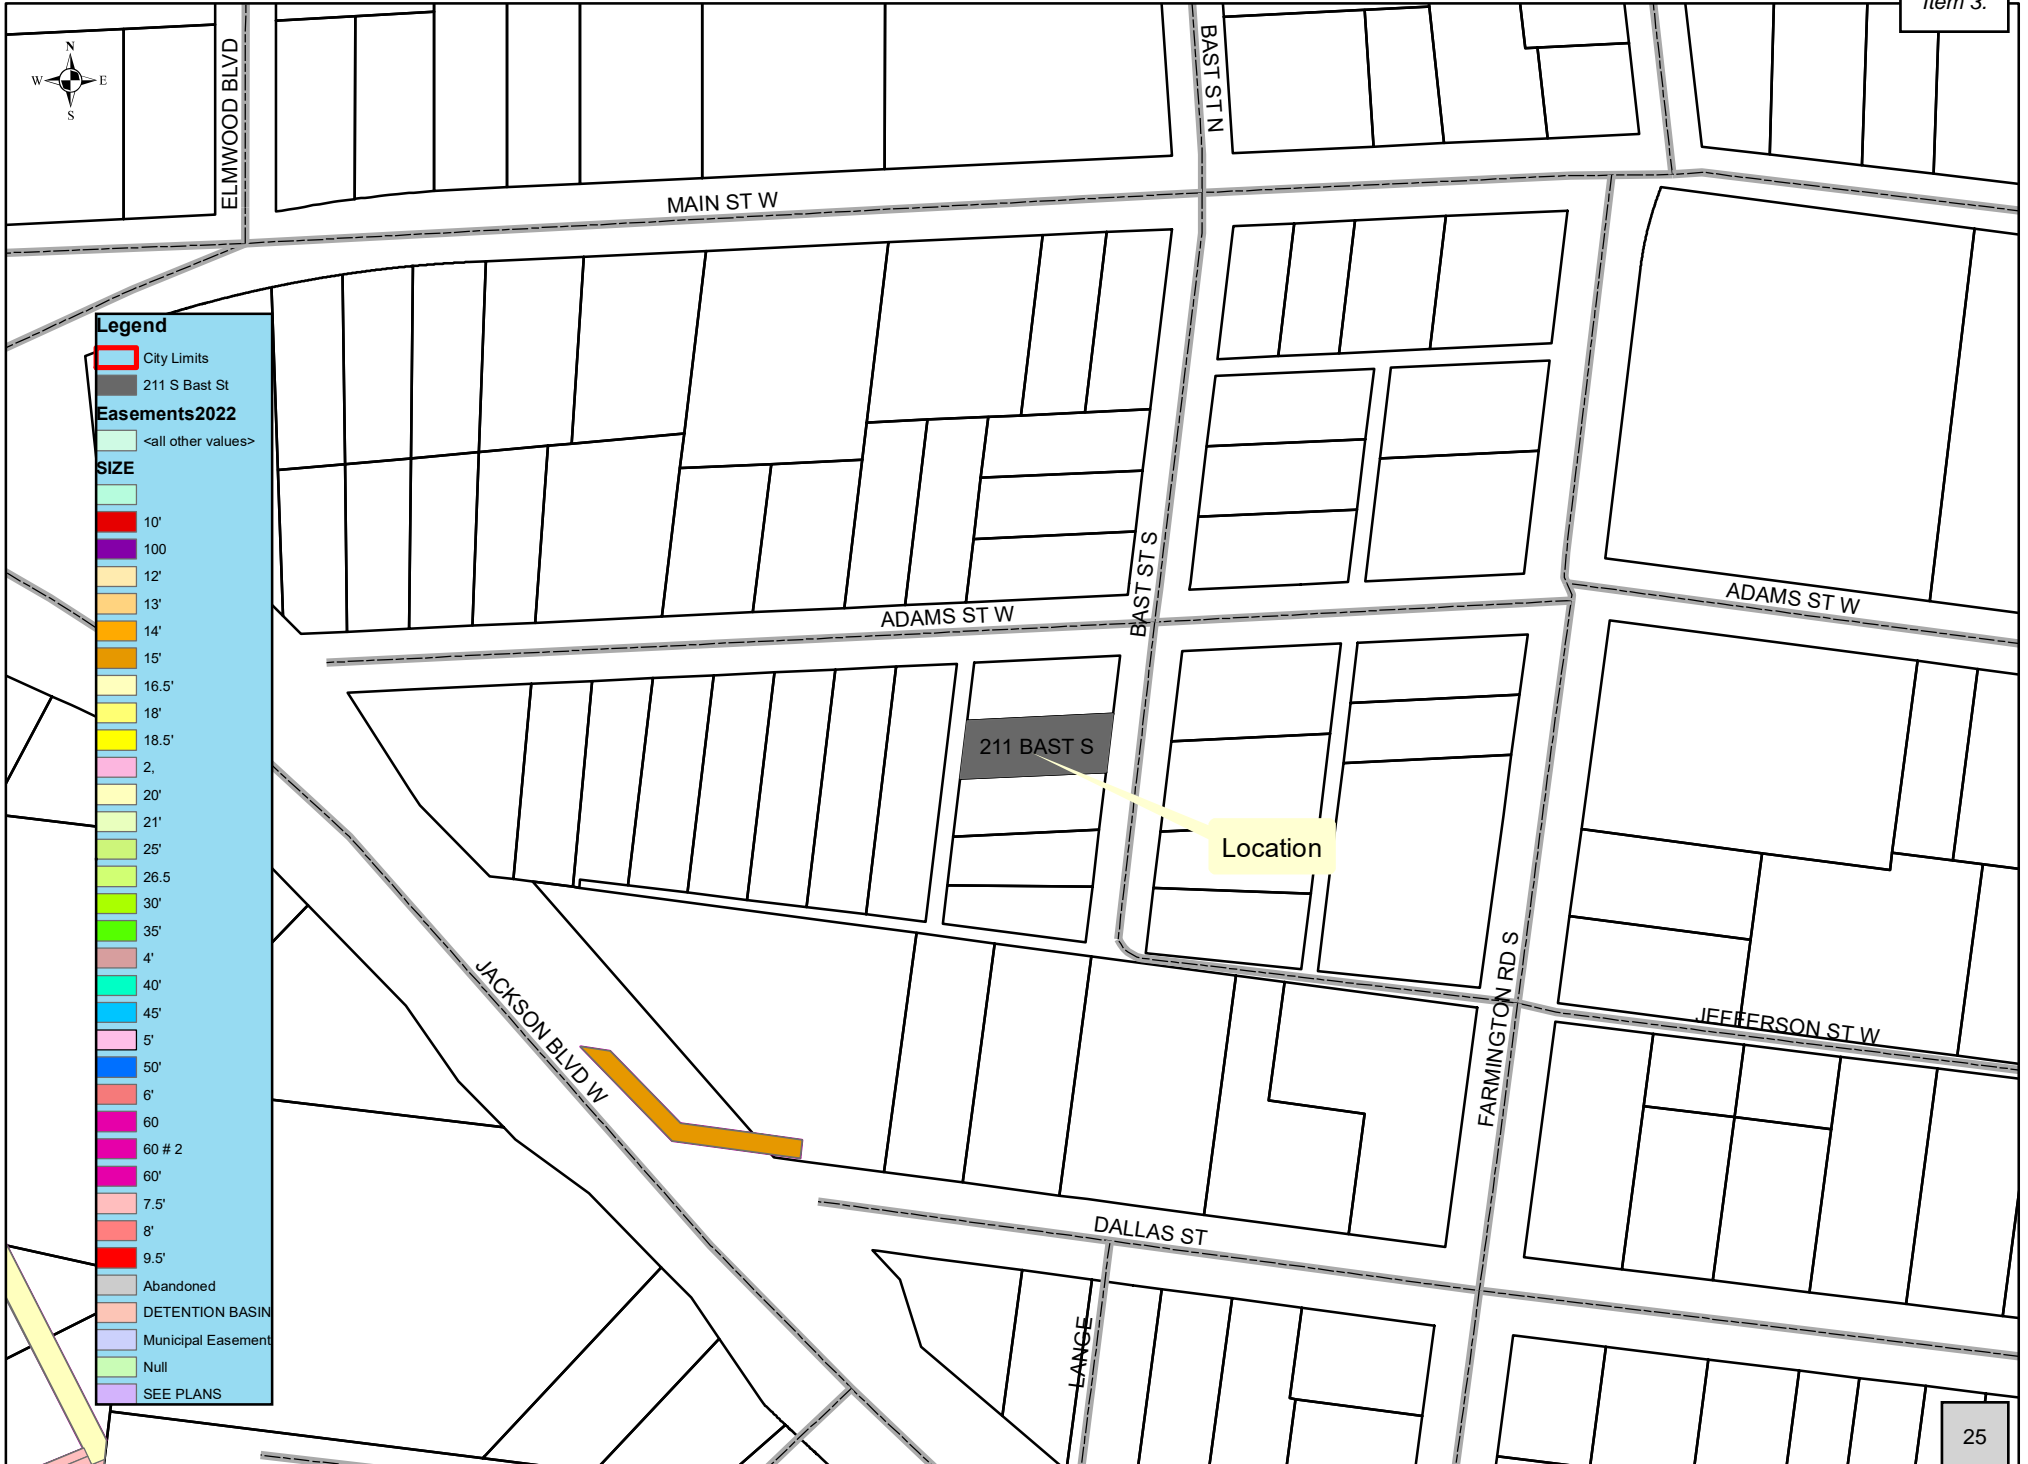 Item 3.
N
W E
S
ELMWOOD BLVD
BAST ST N
MAIN ST W
Legend
City Limits
211 S Bast St
Easements2022
<all other values>
SIZE
10'
100
12'
13'
14'
15'
16.5'
18'
18.5'
2,
20'
21'
25'
26.5
30'
35'
4'
40'
45'
5'
50'
6'
60
60 # 2
60'
7.5'
8'
9.5'
Abandoned
DETENTION BASIN
Municipal Easement
Null
SEE PLANS
BAST ST S
ADAMS ST W
ADAMS ST W
211 BAST S
Location
JACKSON BLVD W
FARMINGTON RD S
JEFFERSON ST W
DALLAS ST
LANGE
25